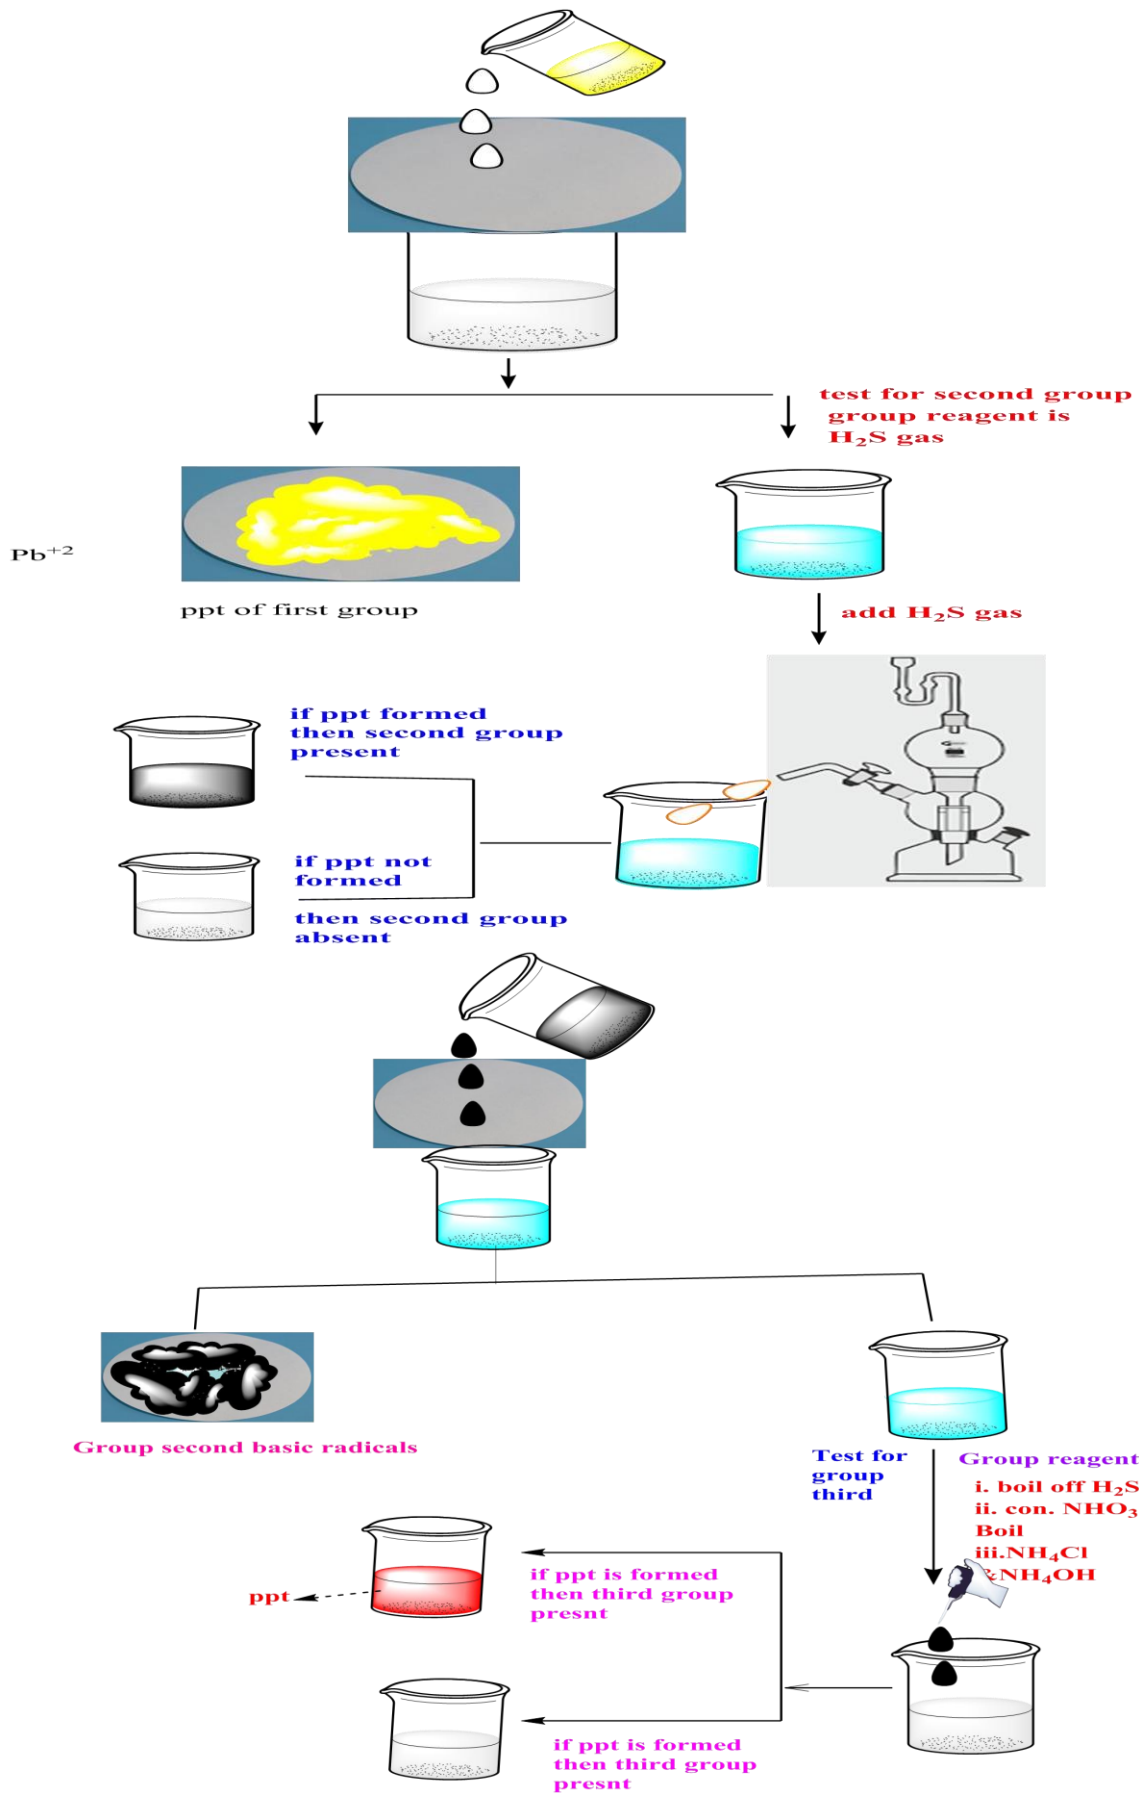 test for second group
group reagent is
H₂S gas
Pb⁺²
ppt of first group
add H₂S gas
if ppt formed
then second group
present
if ppt not
formed
then second group
absent
Group second basic radicals
Test for
group
third
Group reagent
i. boil off H₂S
ii. con. NHO₃
Boil
iii.NH₄Cl
&NH₄OH
if ppt is formed
then third group
presnt
ppt
if ppt is formed
then third group
presnt